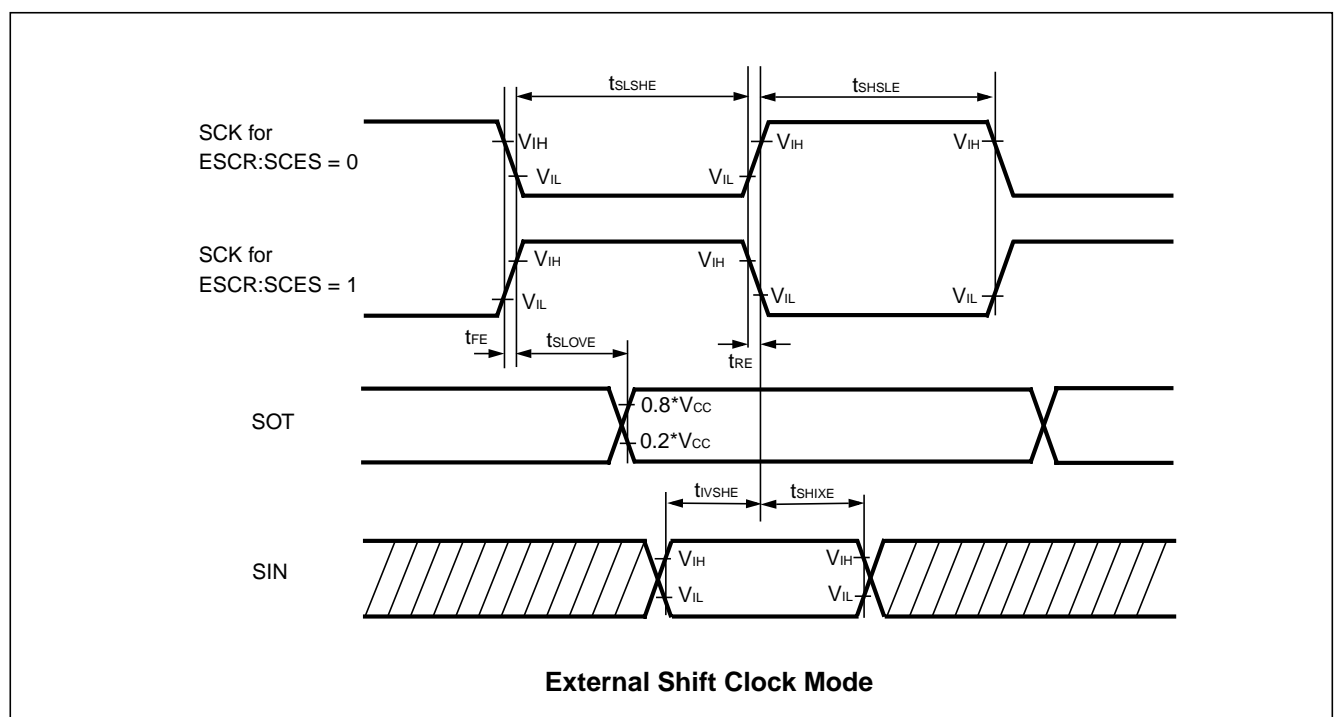 tSLSHE
tSHSLE
SCK for
ESCR:SCES = 0
VIH
VIH
VIH
VIL
VIL
SCK for
ESCR:SCES = 1
VIH
VIH
VIL
VIL
VIL
tFE
tSLOVE
tRE
SOT
0.8*VCC
0.2*VCC
tIVSHE
tSHIXE
SIN
VIH
VIH
VIL
VIL
External Shift Clock Mode